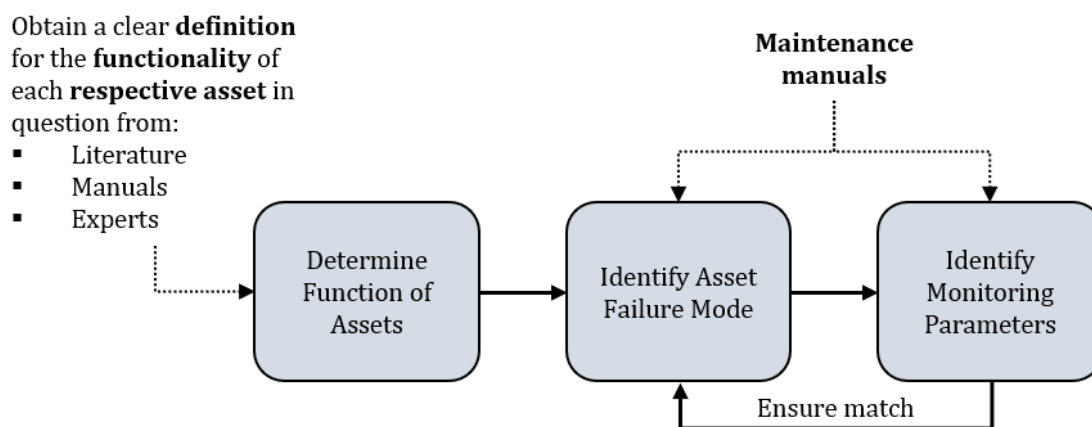 Obtain a clear definition
for the functionality of
each respective asset in
question from:
▪ Literature
▪ Manuals
▪ Experts
Maintenance
manuals
Determine
Function of
Assets
Identify Asset
Failure Mode
Identify
Monitoring
Parameters
Ensure match